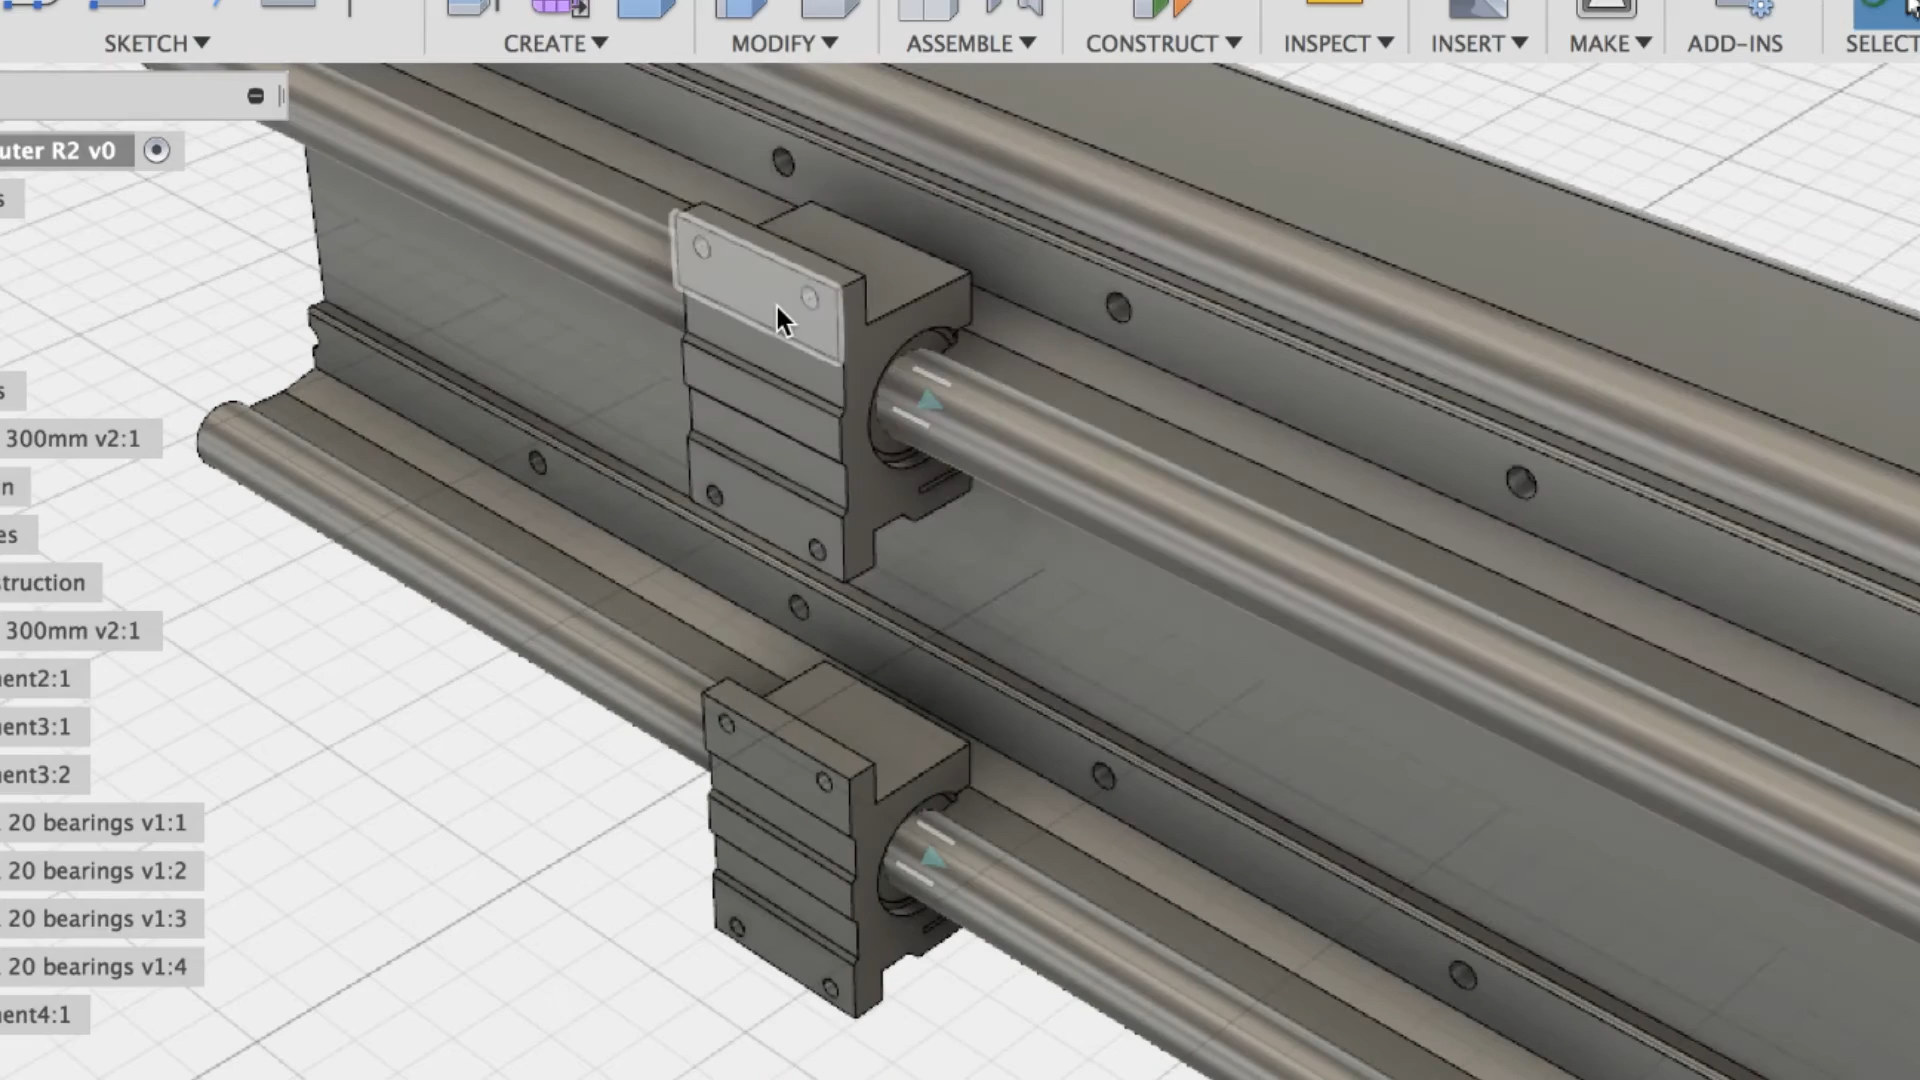 SKETCH▼ CREATE▼ MODIFY▼ ASSEMBLE▼ CONSTRUCT▼ INSPECT▼ INSERT▼ MAKE▼ ADD-INS SELECT
uter R2 v0
s
s
300mm v2:1
n
es
struction
300mm v2:1
ent2:1
ent3:1
ent3:2
20 bearings v1:1
20 bearings v1:2
20 bearings v1:3
20 bearings v1:4
ent4:1